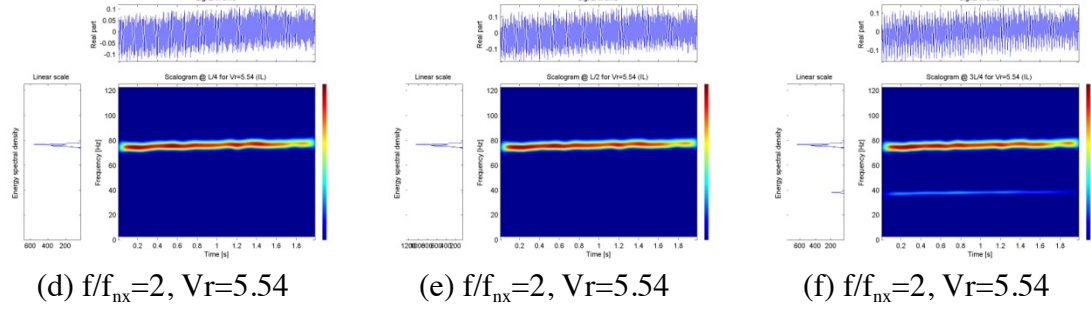 0.1
0.05
0
-0.05
-0.1
Real part
Linear scale
Scalogram @ L/4 for Vr=5.54 (IL)
Energy spectral density
Frequency [Hz]
120
100
80
60
40
20
0
600 400 200
0.2 0.4 0.6 0.8 1 1.2 1.4 1.6 1.8
Time [s]
(d) f/fnx=2, Vr=5.54
0.1
0
-0.1
Real part
Linear scale
Scalogram @ L/2 for Vr=5.54 (IL)
Energy spectral density
Frequency [Hz]
120
100
80
60
40
20
0
200
0.2 0.4 0.6 0.8 1 1.2 1.4 1.6 1.8
Time [s]
(e) f/fnx=2, Vr=5.54
0.1
0
-0.1
Real part
Linear scale
Scalogram @ 3L/4 for Vr=5.54 (IL)
Energy spectral density
Frequency [Hz]
120
100
80
60
40
20
0
600 400 200
0.2 0.4 0.6 0.8 1 1.2 1.4 1.6 1.8
Time [s]
(f) f/fnx=2, Vr=5.54